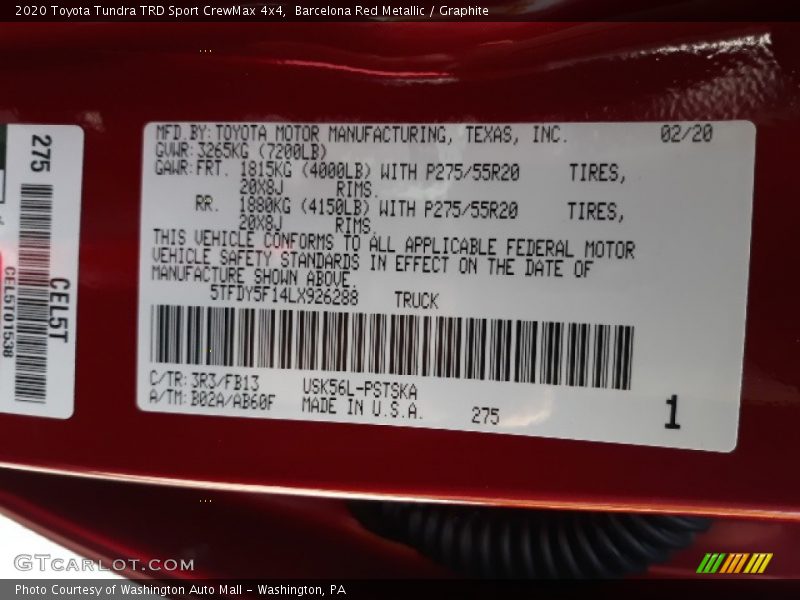 2020 Toyota Tundra TRD Sport CrewMax 4x4,  Barcelona Red Metallic / Graphite
275
CEL5T
CEL5T01538
MFD.BY:TOYOTA MOTOR MANUFACTURING, TEXAS, INC. 02/20
GVWR:3265KG (7200LB)
GAWR:FRT. 1815KG (4000LB) WITH P275/55R20 TIRES,
20X8J RIMS.
RR. 1880KG (4150LB) WITH P275/55R20 TIRES,
20X8J RIMS.
THIS VEHICLE CONFORMS TO ALL APPLICABLE FEDERAL MOTOR
VEHICLE SAFETY STANDARDS IN EFFECT ON THE DATE OF
MANUFACTURE SHOWN ABOVE.
5TFDY5F14LX926288 TRUCK
C/TR:3R3/FB13 USK56L-PSTSKA
A/TM:B02A/AB60F MADE IN U.S.A. 275 1
GTCARLOT.COM
Photo Courtesy of Washington Auto Mall - Washington, PA